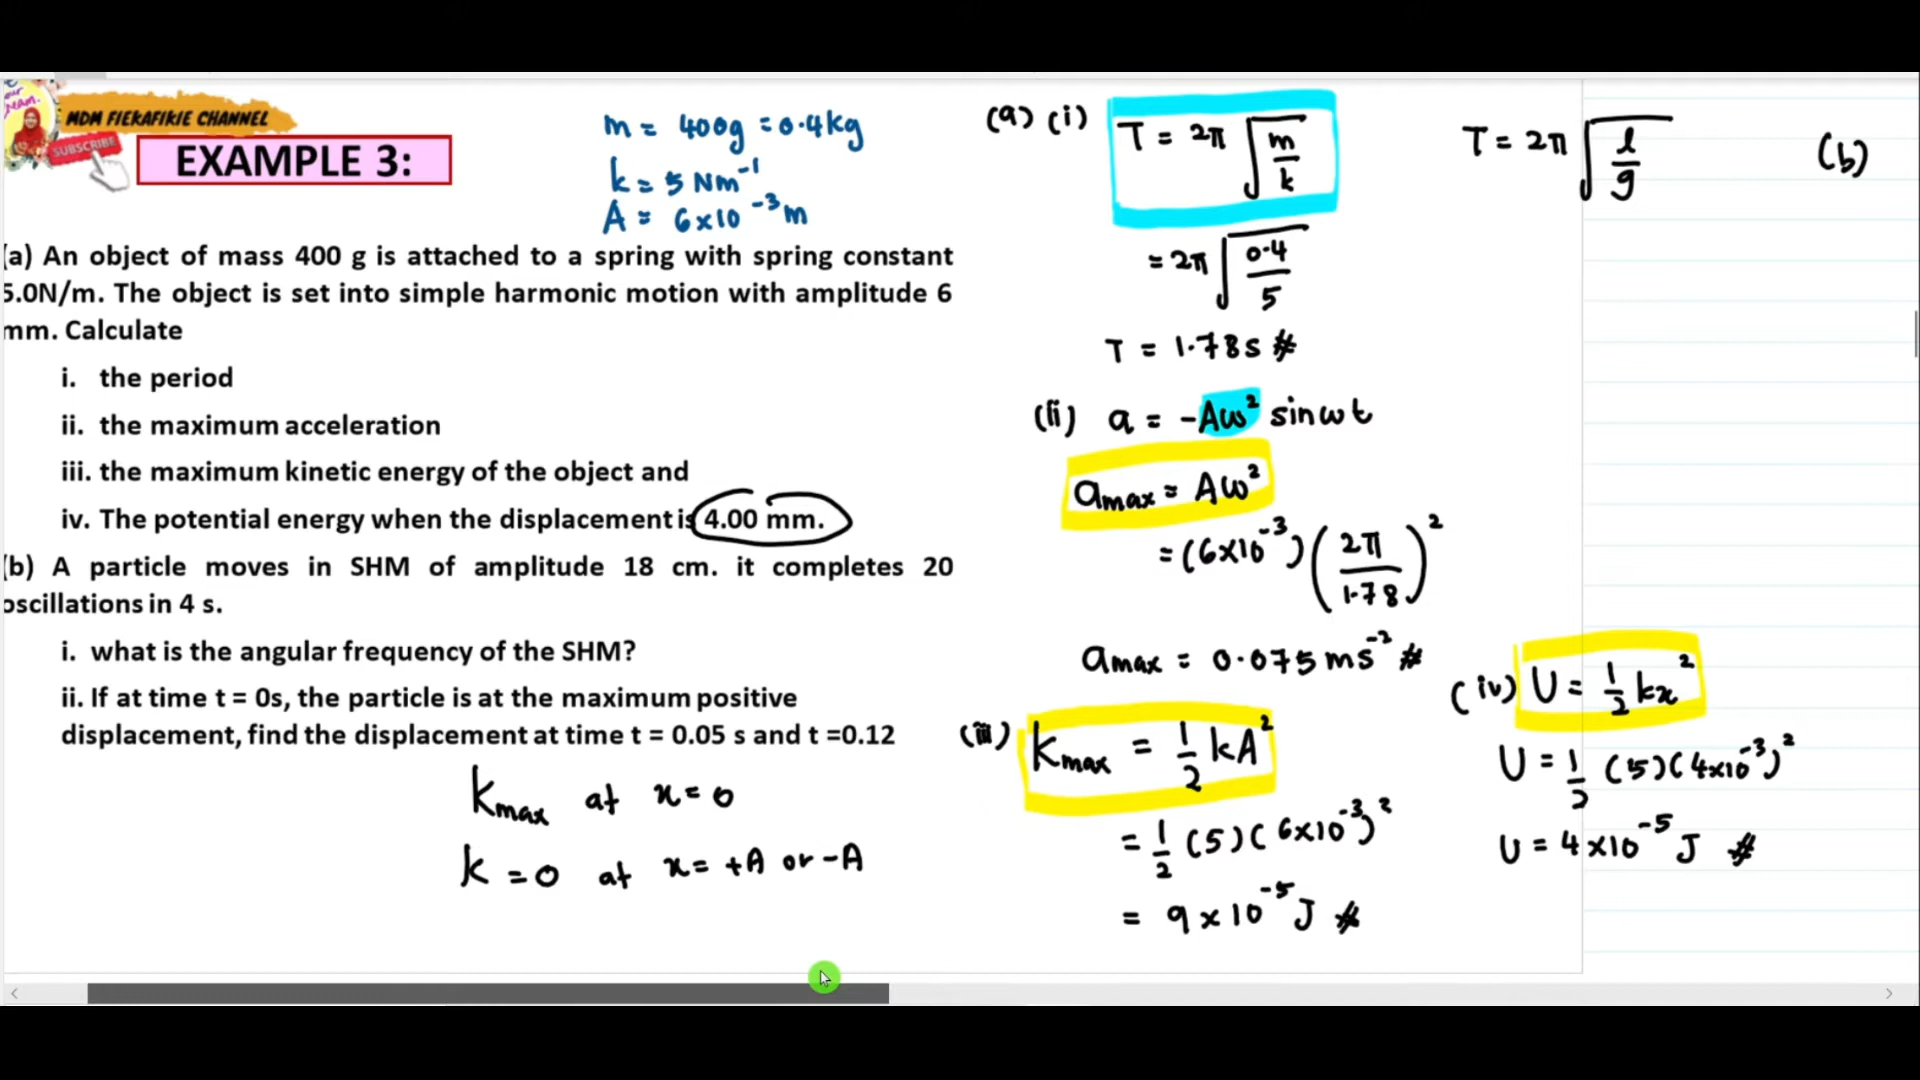 our
Team.
MDM FIEKAFIKIE CHANNEL
SUBSCRIBE
EXAMPLE 3:
m = 400g = 0.4kg
k = 5 Nm⁻¹
A = 6x10⁻³m
(a) An object of mass 400 g is attached to a spring with spring constant
5.0N/m. The object is set into simple harmonic motion with amplitude 6
mm. Calculate
i. the period
ii. the maximum acceleration
iii. the maximum kinetic energy of the object and
iv. The potential energy when the displacement is 4.00 mm.
(b) A particle moves in SHM of amplitude 18 cm. it completes 20
oscillations in 4 s.
i. what is the angular frequency of the SHM?
ii. If at time t = 0s, the particle is at the maximum positive
displacement, find the displacement at time t = 0.05 s and t =0.12
Kmax at x = 0
K = 0 at x = +A or -A
(a) (i) T = 2π √(m/k)
= 2π √(0.4/5)
T = 1.78s #
(ii) a = -Aω² sinωt
amax = Aω²
= (6x10⁻³) (2π/1.78)²
amax = 0.075ms⁻² #
(iii) Kmax = 1/2 kA²
= 1/2 (5)(6x10⁻³)²
= 9x10⁻⁵ J #
T = 2π √(l/g)
(b)
(iv) U = 1/2 kx²
U = 1/2 (5)(4x10⁻³)²
U = 4x10⁻⁵ J #